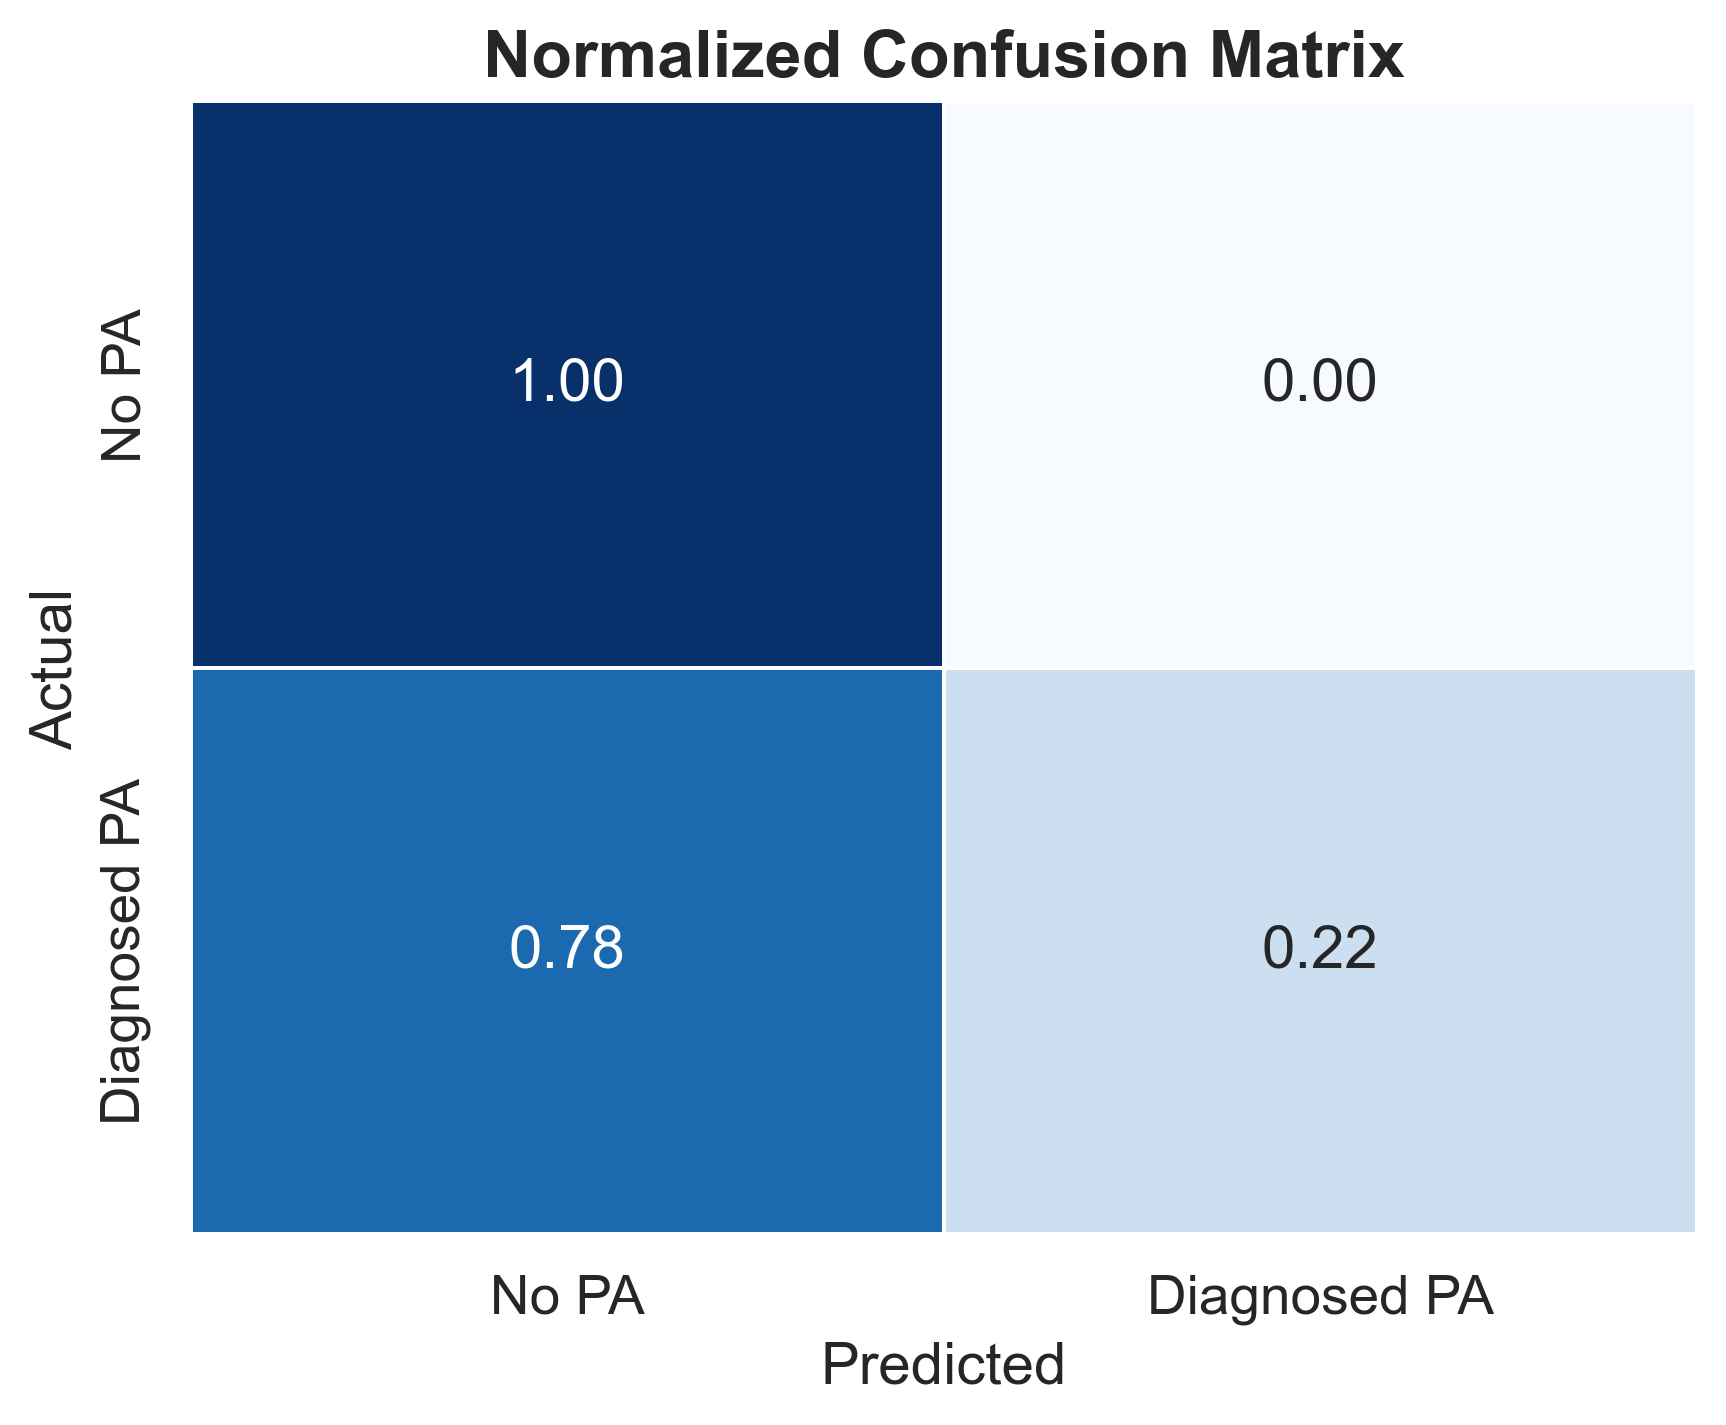 Normalized Confusion Matrix
Actual
No PA
1.00
0.00
Diagnosed PA
0.78
0.22
No PA
Diagnosed PA
Predicted